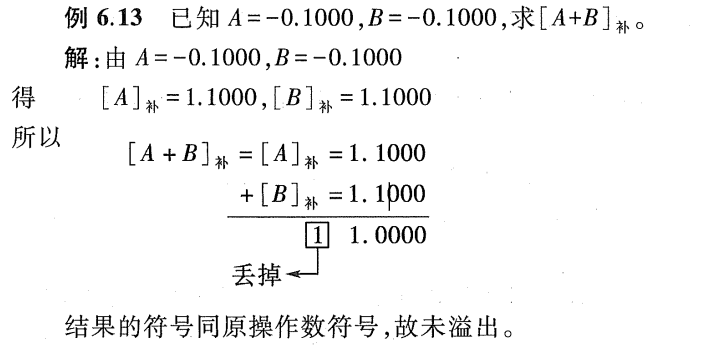 例 6.13 已知 A=-0.1000,B=-0.1000,求[A+B]补。
解:由 A=-0.1000,B=-0.1000
得 [A]补=1.1000,[B]补=1.1000
所以
[A+B]补=[A]补=1.1000
+[B]补=1.1000
1 1.0000
丢掉
结果的符号同原操作数符号,故未溢出。